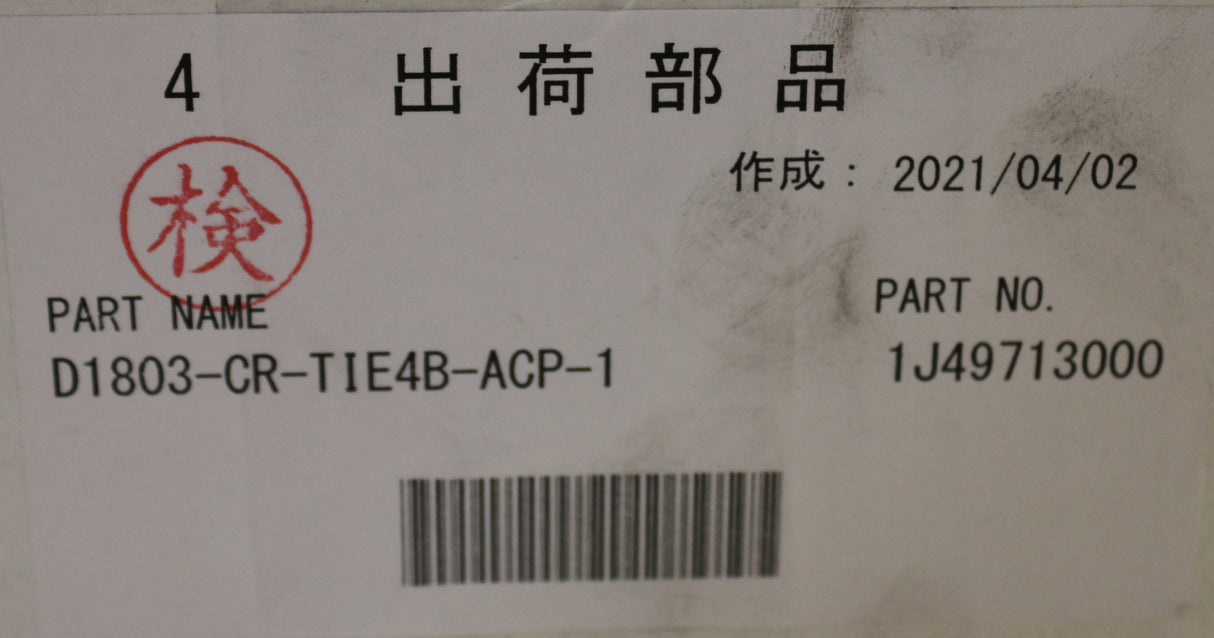 4 出荷部品
検
作成: 2021/04/02
PART NAME
D1803-CR-TIE4B-ACP-1
PART NO.
1J49713000